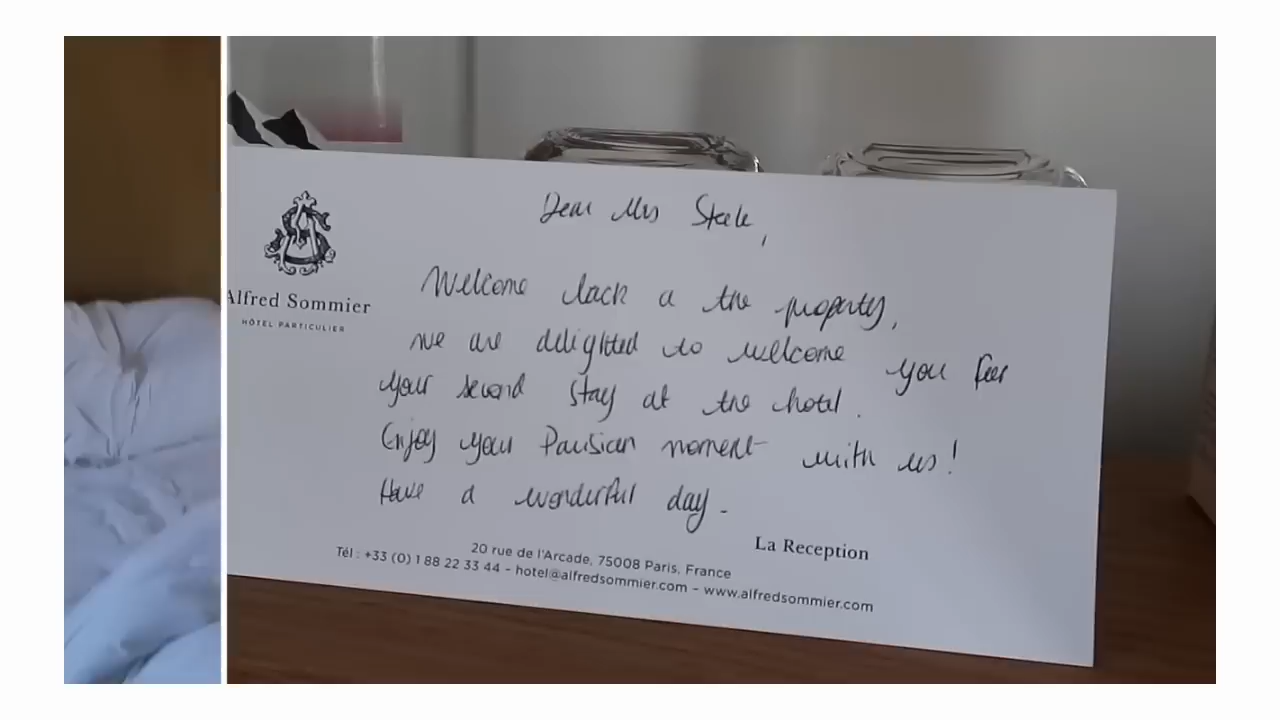 Dear Mrs Steele,
Welcome back a the property,
we are delighted to welcome you for
your second stay at the hotel.
Enjoy your Parisian moment with us!
Have a wonderful day.
Alfred Sommier
HÔTEL PARTICULIER
La Reception
20 rue de l'Arcade, 75008 Paris, France
Tél : +33 (0) 1 88 22 33 44 – hotel@alfredsommier.com – www.alfredsommier.com